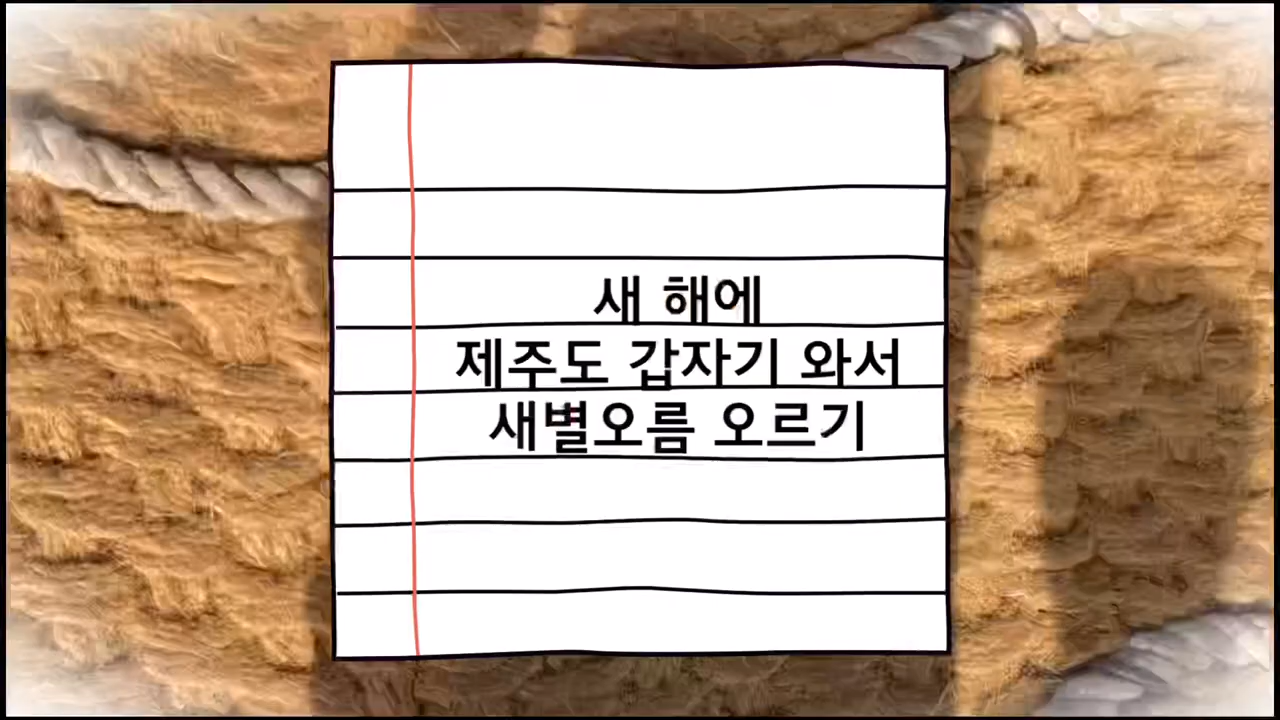 새 해에
제주도 갑자기 와서
새별오름 오르기